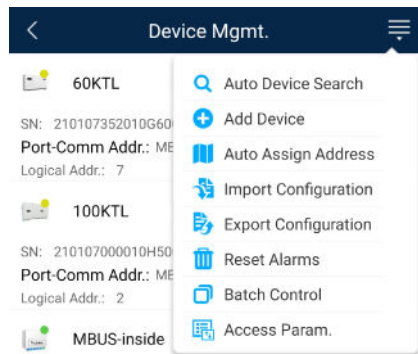 Device Mgmt.
60KTL
SN: 210107352010G60
Port-Comm Addr.: ME
Logical Addr.: 7
100KTL
SN: 210107000010H50
Port-Comm Addr.: ME
Logical Addr.: 2
MBUS-inside
Auto Device Search
Add Device
Auto Assign Address
Import Configuration
Export Configuration
Reset Alarms
Batch Control
Access Param.